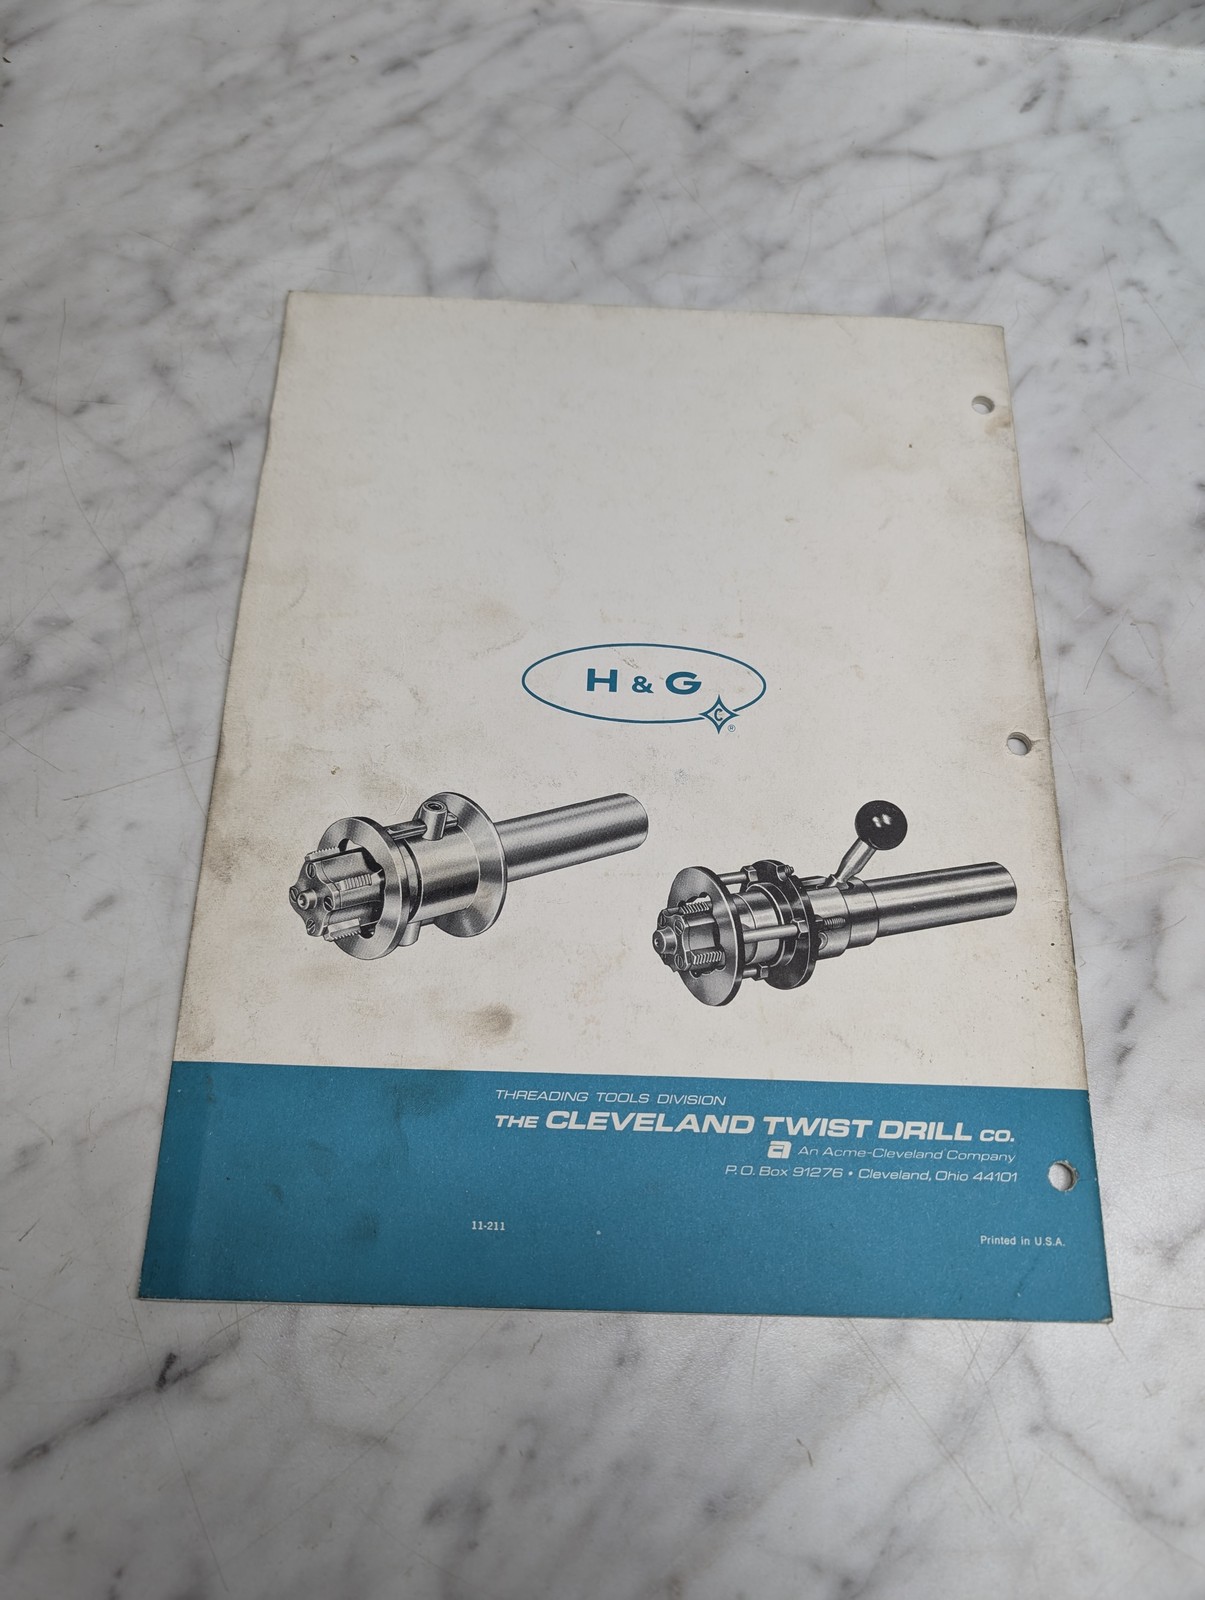 H & G
C
®
THREADING TOOLS DIVISION
THE CLEVELAND TWIST DRILL CO.
a An Acme-Cleveland Company
P.O. Box 91276 • Cleveland, Ohio 44101
11-211
Printed in U.S.A.